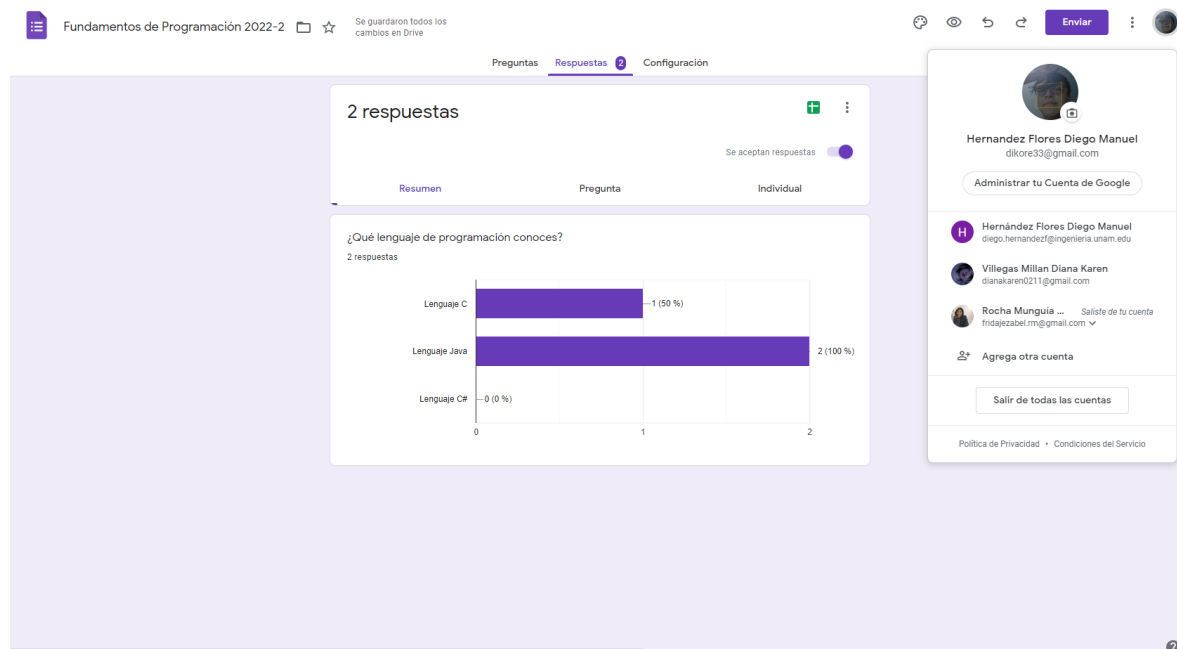 Fundamentos de Programación 2022-2
Se guardaron todos los
cambios en Drive
Enviar
Preguntas Respuestas 2 Configuración
2 respuestas
Se aceptan respuestas
Resumen Pregunta Individual
¿Qué lenguaje de programación conoces?
2 respuestas
Lenguaje C 1 (50 %)
Lenguaje Java 2 (100 %)
Lenguaje C# 0 (0 %)
0 1 2
Hernandez Flores Diego Manuel
dikore33@gmail.com
Administrar tu Cuenta de Google
H
Hernández Flores Diego Manuel
diego.hernandezf@ingenieria.unam.edu
Villegas Millan Diana Karen
dianakaren0211@gmail.com
Rocha Munguía ... Saliste de tu cuenta
fridajezabel.rm@gmail.com
Agrega otra cuenta
Salir de todas las cuentas
Política de Privacidad • Condiciones del Servicio